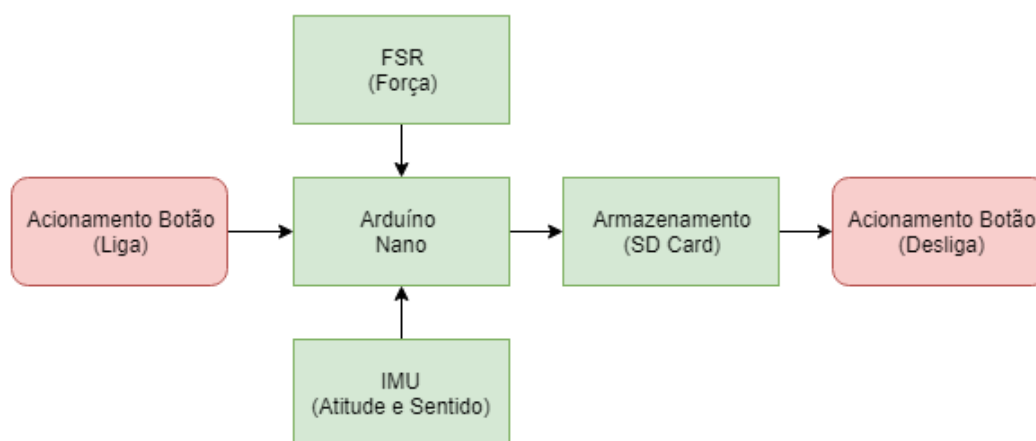 FSR
(Força)
Acionamento Botão
(Liga)
Arduíno
Nano
Armazenamento
(SD Card)
Acionamento Botão
(Desliga)
IMU
(Atitude e Sentido)